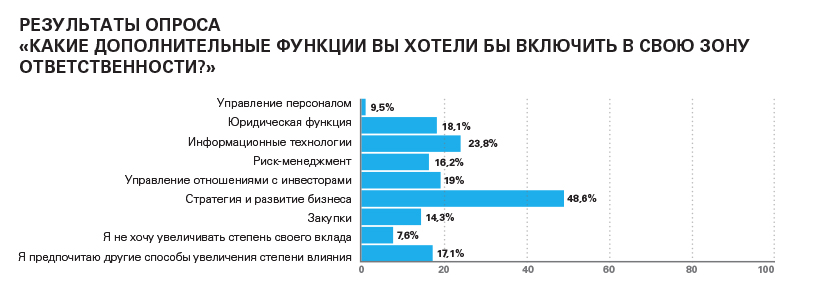 РЕЗУЛЬТАТЫ ОПРОСА
«КАКИЕ ДОПОЛНИТЕЛЬНЫЕ ФУНКЦИИ ВЫ ХОТЕЛИ БЫ ВКЛЮЧИТЬ В СВОЮ ЗОНУ
ОТВЕТСТВЕННОСТИ?»
Управление персоналом 9,5%
Юридическая функция 18,1%
Информационные технологии 23,8%
Риск-менеджмент 16,2%
Управление отношениями с инвесторами 19%
Стратегия и развитие бизнеса 48,6%
Закупки 14,3%
Я не хочу увеличивать степень своего вклада 7,6%
Я предпочитаю другие способы увеличения степени влияния 17,1%
0 20 40 60 80 100